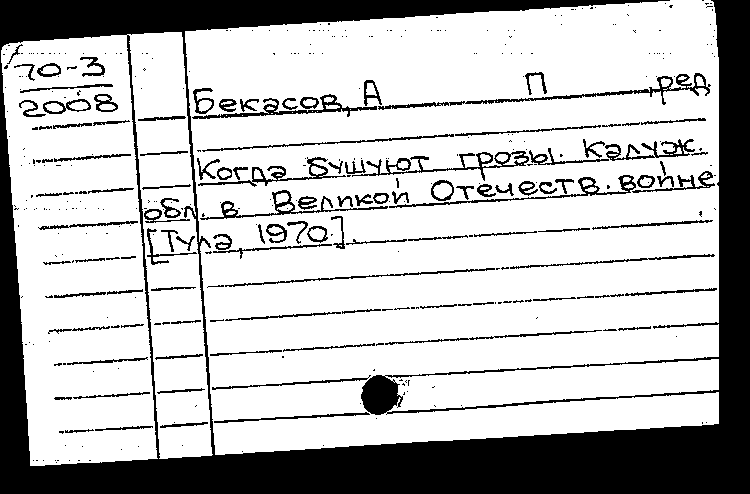 70-3
2008
Бекасов, А П , ред.
Когда бушуют грозы. Калуж.
обл. в Великой Отечеств. войне.
[Тула, 1970].